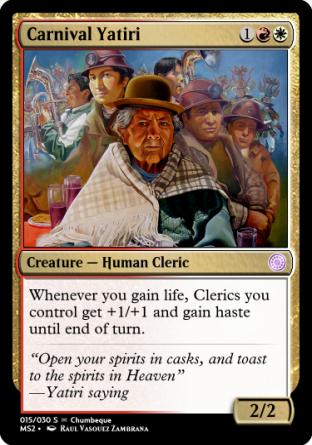 Carnival Yatiri 1
Creature — Human Cleric
Whenever you gain life, Clerics you
control get +1/+1 and gain haste
until end of turn.
“Open your spirits in casks, and toast
to the spirits in Heaven”
—Yatiri saying
2/2
015/030 S Chumbeque
MS2 • Raul Vasquez Zambrana